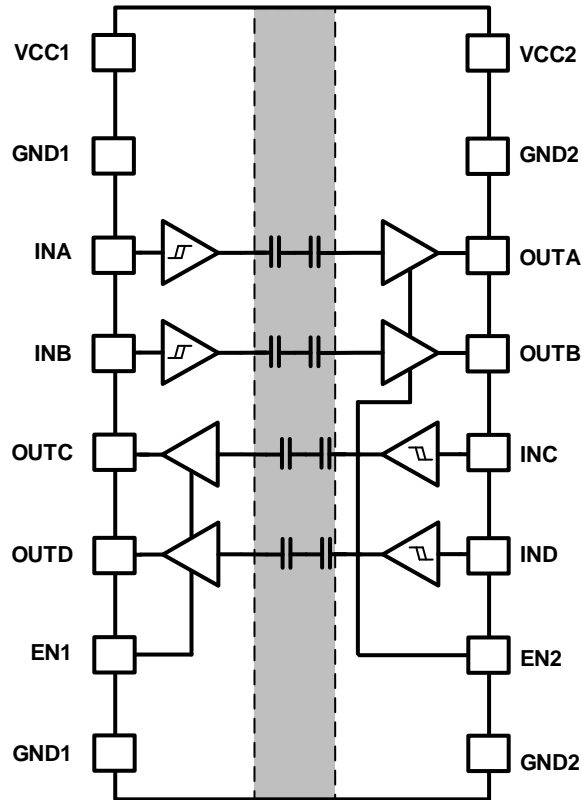 VCC1
VCC2
GND1
GND2
INA
OUTA
INB
OUTB
OUTC
INC
OUTD
IND
EN1
EN2
GND1
GND2